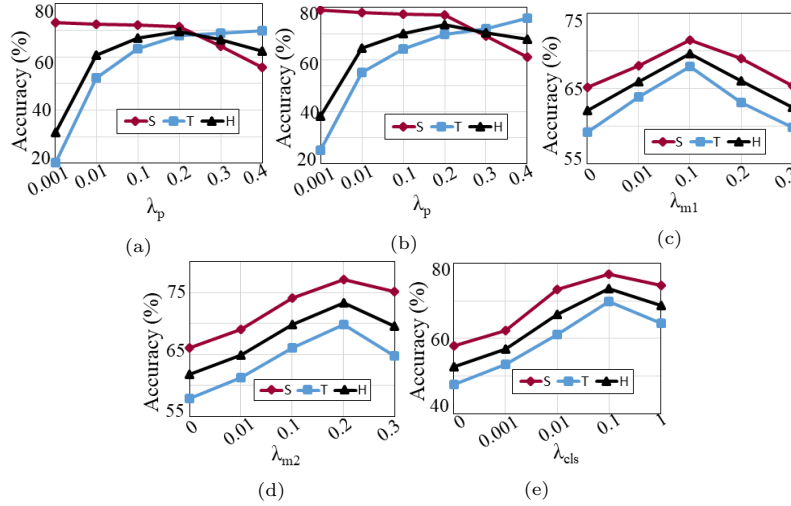 Accuracy (%)
80
60
40
20
S T H
0.001 0.01 0.1 0.2 0.3 0.4
λp
(a)
Accuracy (%)
80
60
40
20
S T H
0.001 0.01 0.1 0.2 0.3 0.4
λp
(b)
Accuracy (%)
75
65
55
S T H
0 0.01 0.1 0.2 0.3
λm1
(c)
Accuracy (%)
75
65
55
S T H
0 0.01 0.1 0.2 0.3
λm2
(d)
Accuracy (%)
80
60
40
S T H
0 0.001 0.01 0.1 1
λcls
(e)